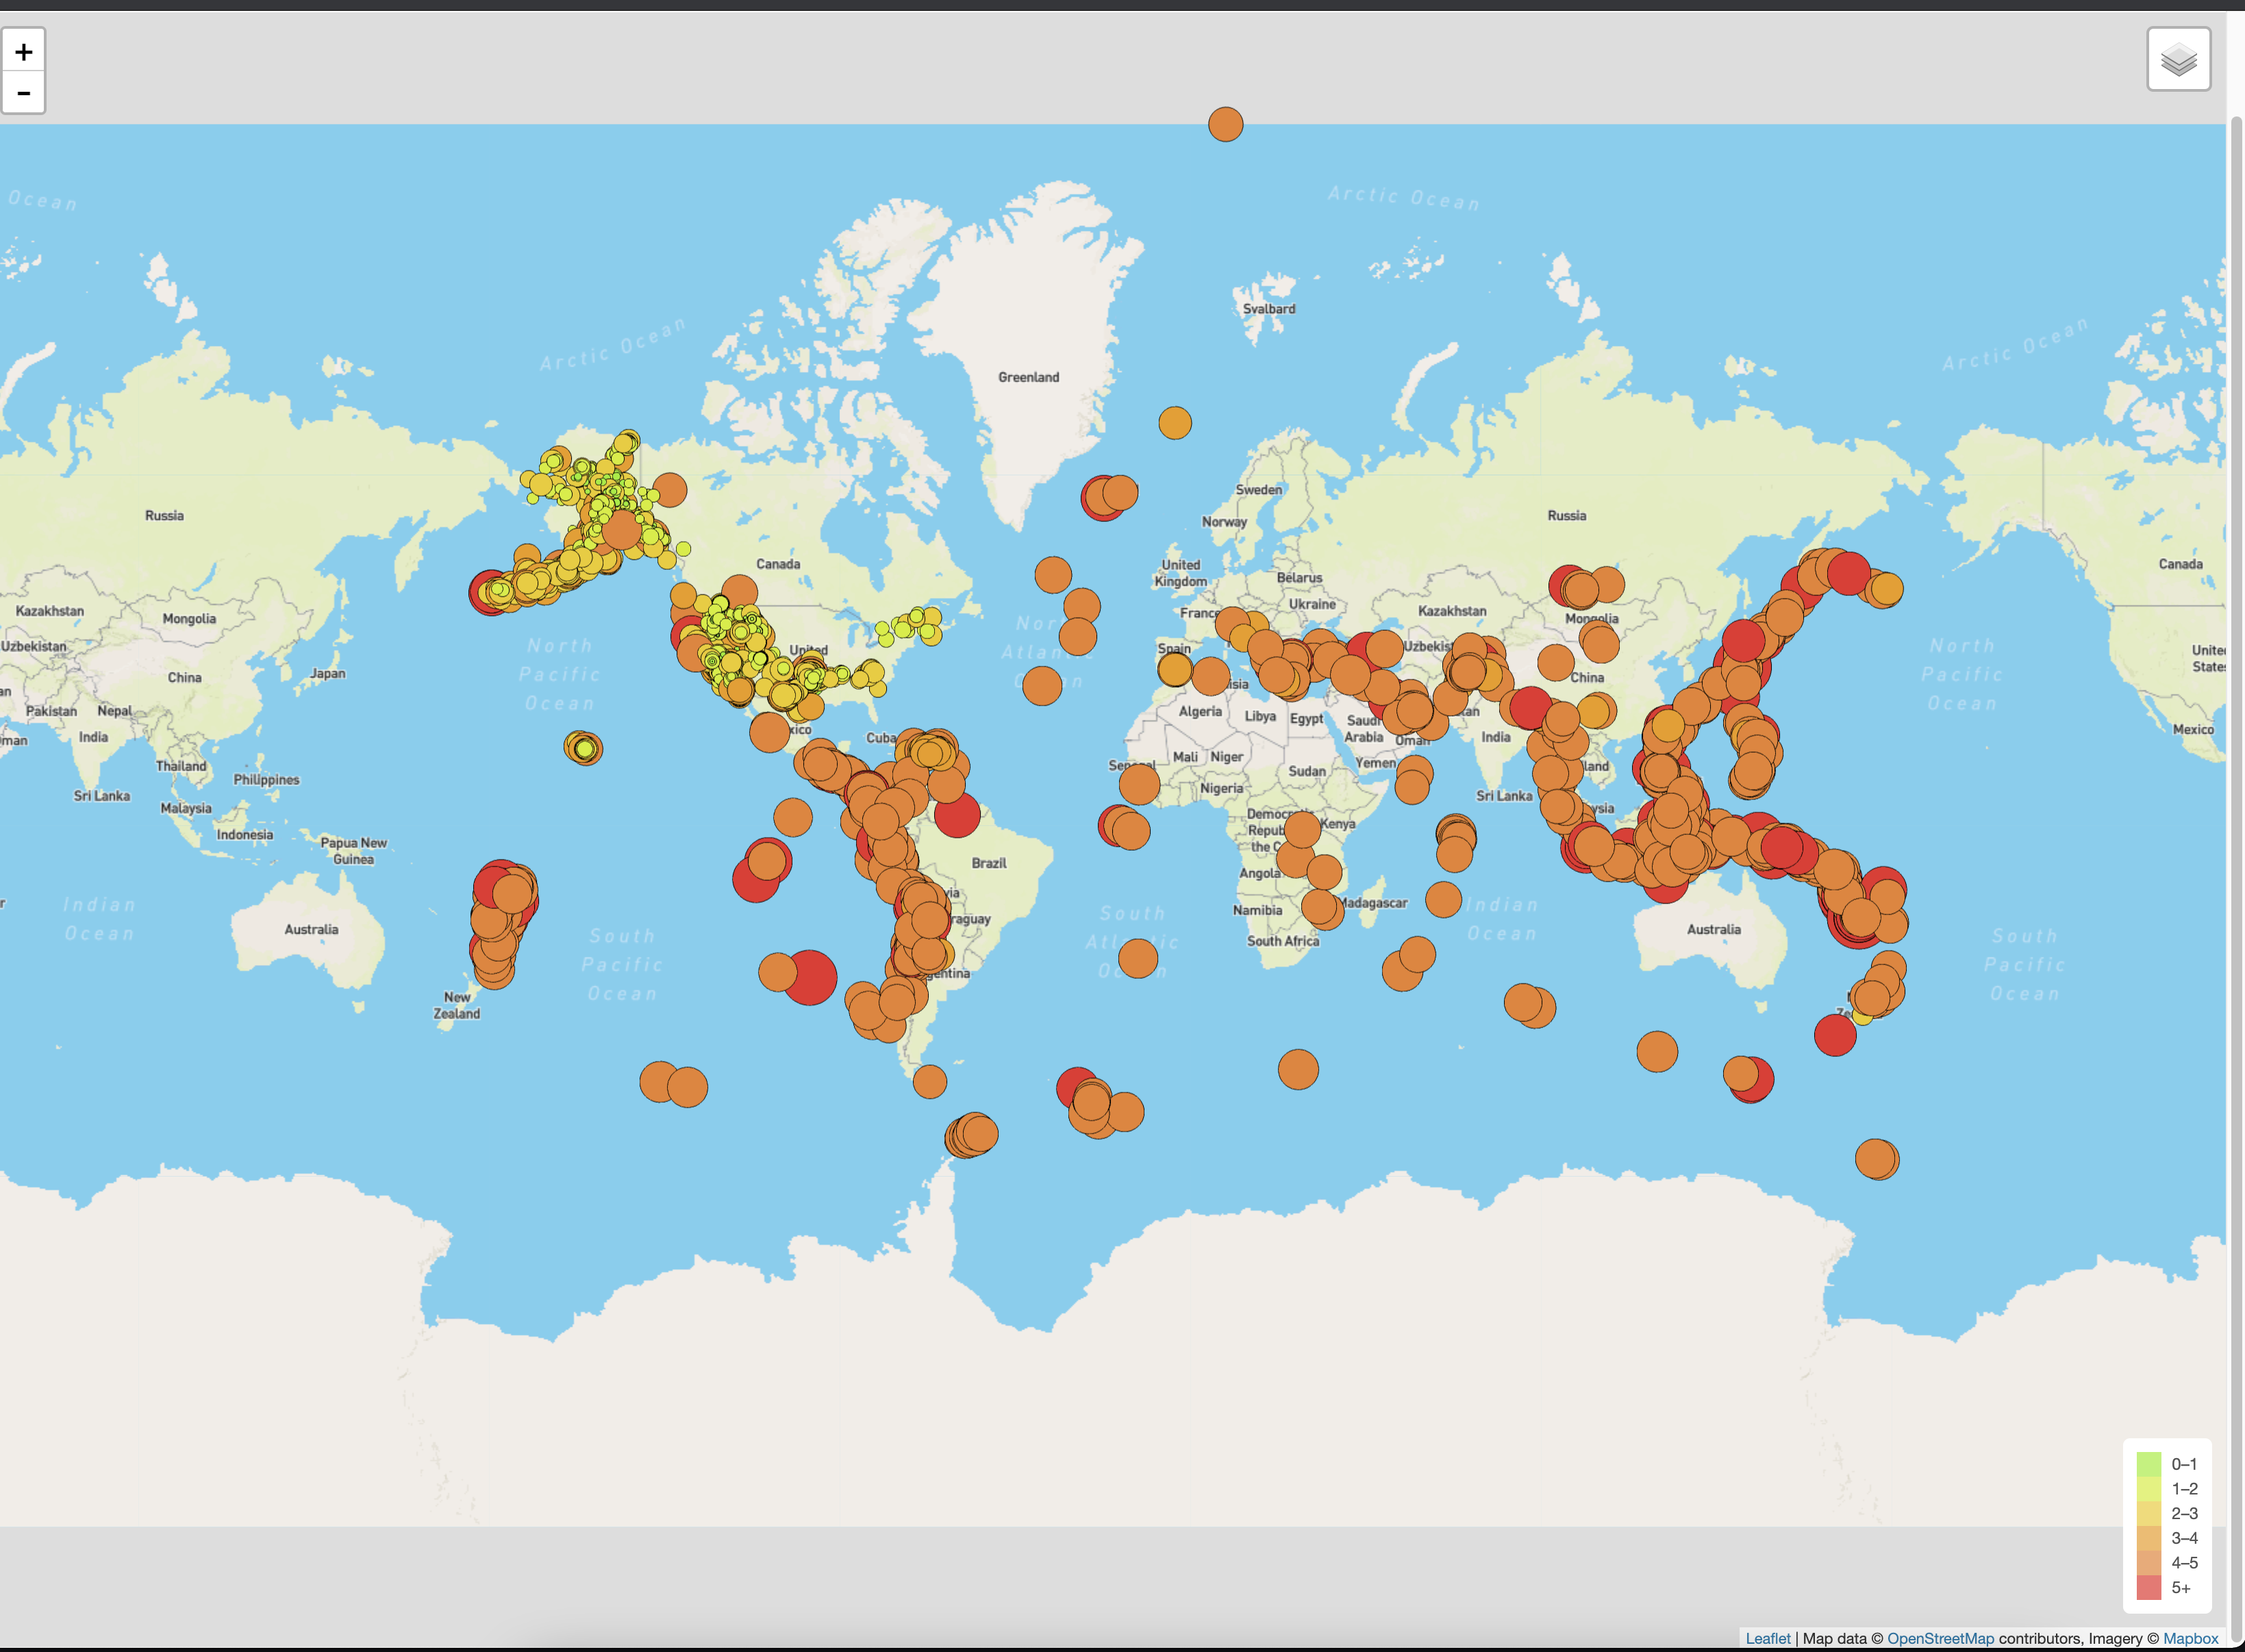 +
−
Ocean
Arctic Ocean
Svalbard
Arctic Ocean
Arctic Ocean
Greenland
Russia
Sweden
Norway
Russia
Canada
United
Kingdom
Belarus
Ukraine
France
Kazakhstan
Mongolia
Uzbekistan
Kazakhstan
Mongolia
Canada
North
Pacific
Ocean
United
Spain
China
Japan
Pakistan
Nepal
India
Thailand
Philippines
Sri Lanka
Malaysia
Indonesia
Papua New
Guinea
Cuba
Algeria
Libya
Egypt
Saudi
Arabia
Oman
Mali
Niger
Yemen
Sudan
Nigeria
India
Sri Lanka
China
North
Pacific
Ocean
United
States
Mexico
Kenya
the C
Angola
Namibia
Madagascar
South Africa
Brazil
Indian
Ocean
Australia
New
Zealand
South
Pacific
Ocean
South
Atlantic
Indian
Ocean
Australia
South
Pacific
Ocean
0–1
1–2
2–3
3–4
4–5
5+
Leaflet | Map data © OpenStreetMap contributors, Imagery © Mapbox